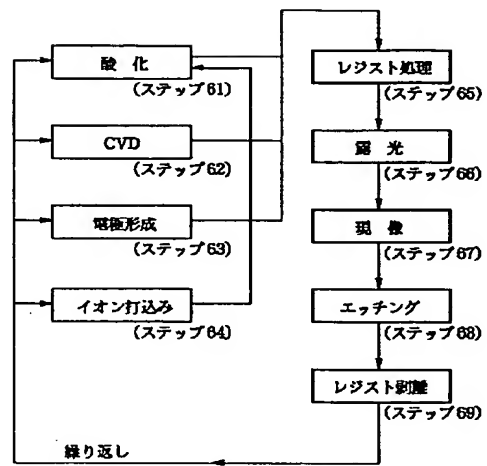 酸 化
(ステップ61)
CVD
(ステップ62)
電極形成
(ステップ63)
イオン打込み
(ステップ64)
レジスト処理
(ステップ65)
露 光
(ステップ66)
現 像
(ステップ67)
エッチング
(ステップ68)
レジスト剥離
(ステップ69)
繰り返し